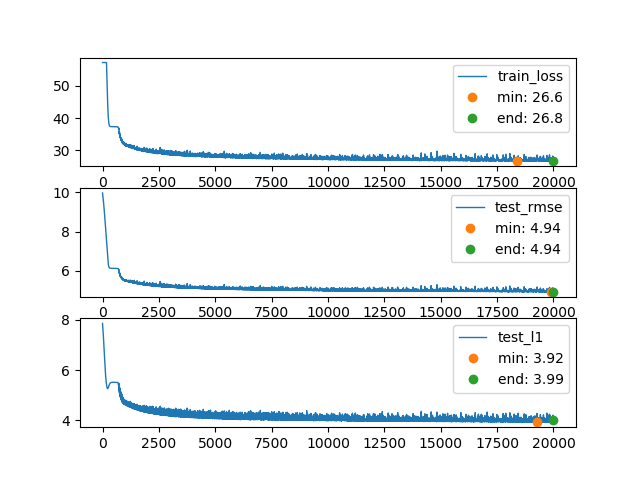 50
40
30
train_loss
min: 26.6
end: 26.8
0 2500 5000 7500 10000 12500 15000 17500 20000
10
8
6
test_rmse
min: 4.94
end: 4.94
0 2500 5000 7500 10000 12500 15000 17500 20000
8
6
4
test_l1
min: 3.92
end: 3.99
0 2500 5000 7500 10000 12500 15000 17500 20000